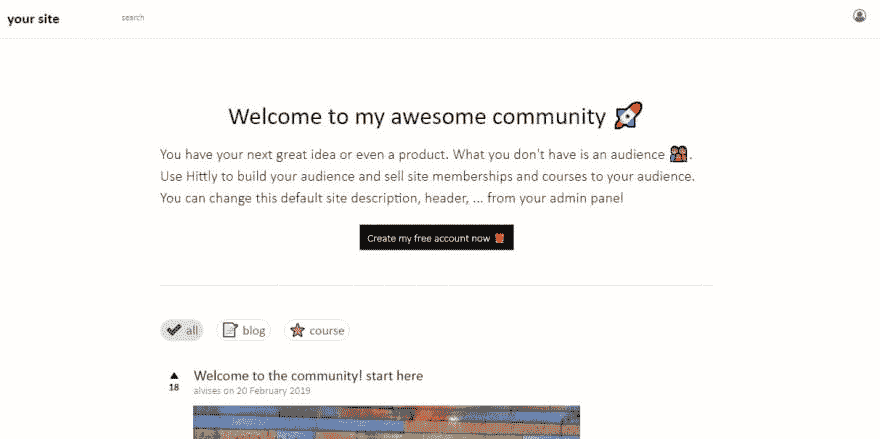 your site
search
Welcome to my awesome community 🚀
You have your next great idea or even a product. What you don't have is an audience 👥.
Use Hittly to build your audience and sell site memberships and courses to your audience.
You can change this default site description, header, ... from your admin panel
Create my free account now
all
blog
course
Welcome to the community! start here
18
alvises on 20 February 2019